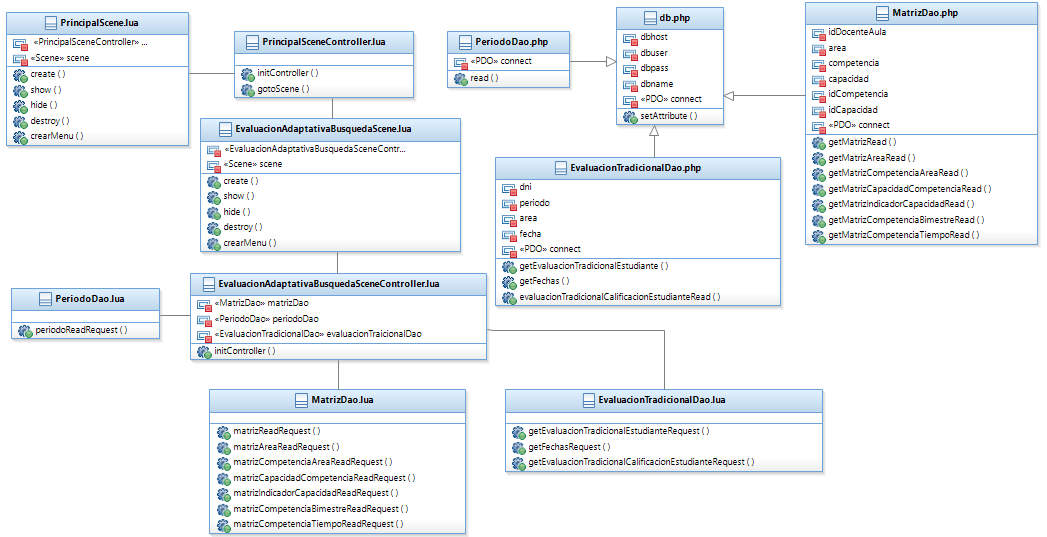 PrincipalScene.lua
«PrincipalSceneController» ...
«Scene» scene
create ( )
show ( )
hide ( )
destroy ( )
crearMenu ( )
PrincipalSceneController.lua
initController ( )
gotoScene ( )
PeriodoDao.php
«PDO» connect
read ( )
db.php
dbhost
dbuser
dbpass
dbname
«PDO» connect
setAttribute ( )
MatrizDao.php
idDocenteAula
area
competencia
capacidad
idCompetencia
idCapacidad
«PDO» connect
getMatrizRead ( )
getMatrizAreaRead ( )
getMatrizCompetenciaAreaRead ( )
getMatrizCapacidadCompetenciaRead ( )
getMatrizIndicadorCapacidadRead ( )
getMatrizCompetenciaBimestreRead ( )
getMatrizCompetenciaTiempoRead ( )
EvaluacionAdaptativaBusquedaScene.lua
«EvaluacionAdaptativaBusquedaSceneContr...
«Scene» scene
create ( )
show ( )
hide ( )
destroy ( )
crearMenu ( )
EvaluacionTradicionalDao.php
dni
periodo
area
fecha
«PDO» connect
getEvaluacionTradicionalEstudiante ( )
getFechas ( )
evaluacionTradicionalCalificacionEstudianteRead ( )
PeriodoDao.lua
periodoReadRequest ( )
EvaluacionAdaptativaBusquedaSceneController.lua
«MatrizDao» matrizDao
«PeriodoDao» periodoDao
«EvaluacionTradicionalDao» evaluacionTraicionalDao
initController ( )
MatrizDao.lua
matrizReadRequest ( )
matrizAreaReadRequest ( )
matrizCompetenciaAreaReadRequest ( )
matrizCapacidadCompetenciaReadRequest ( )
matrizIndicadorCapacidadReadRequest ( )
matrizCompetenciaBimestreReadRequest ( )
matrizCompetenciaTiempoReadRequest ( )
EvaluacionTradicionalDao.lua
getEvaluacionTradicionalEstudianteRequest ( )
getFechasRequest ( )
getEvaluacionTradicionalCalificacionEstudianteRequest ( )